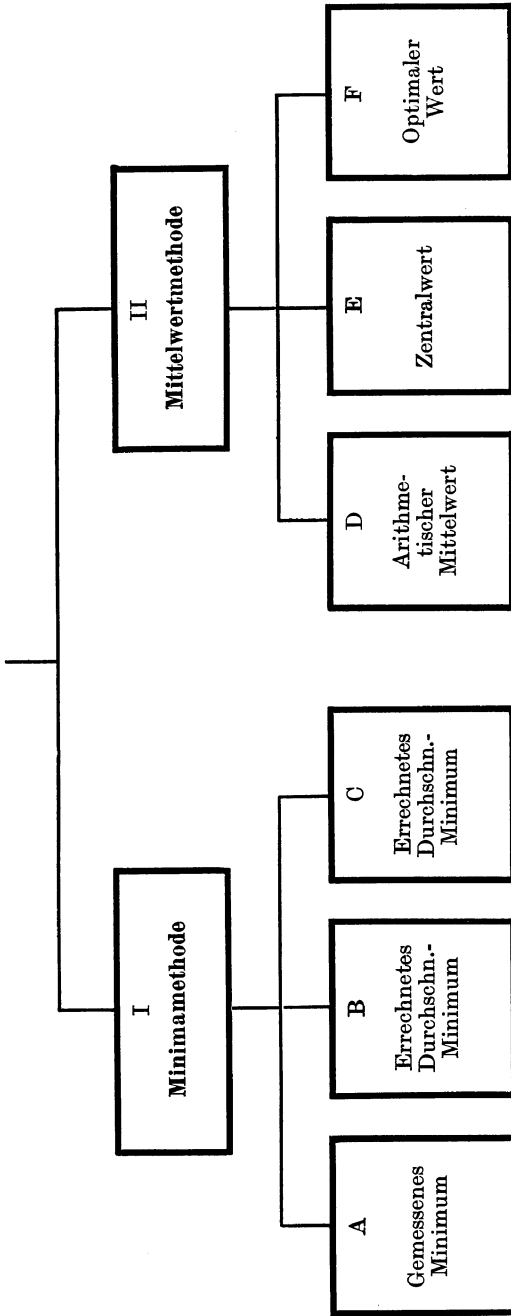 I
Minimamethode
II
Mittelwertmethode
A
Gemessenes
Minimum
B
Errechnetes
Durchschn.-
Minimum
C
Errechnetes
Durchschn.-
Minimum
D
Arithme-
tischer
Mittelwert
E
Zentralwert
F
Optimaler
Wert